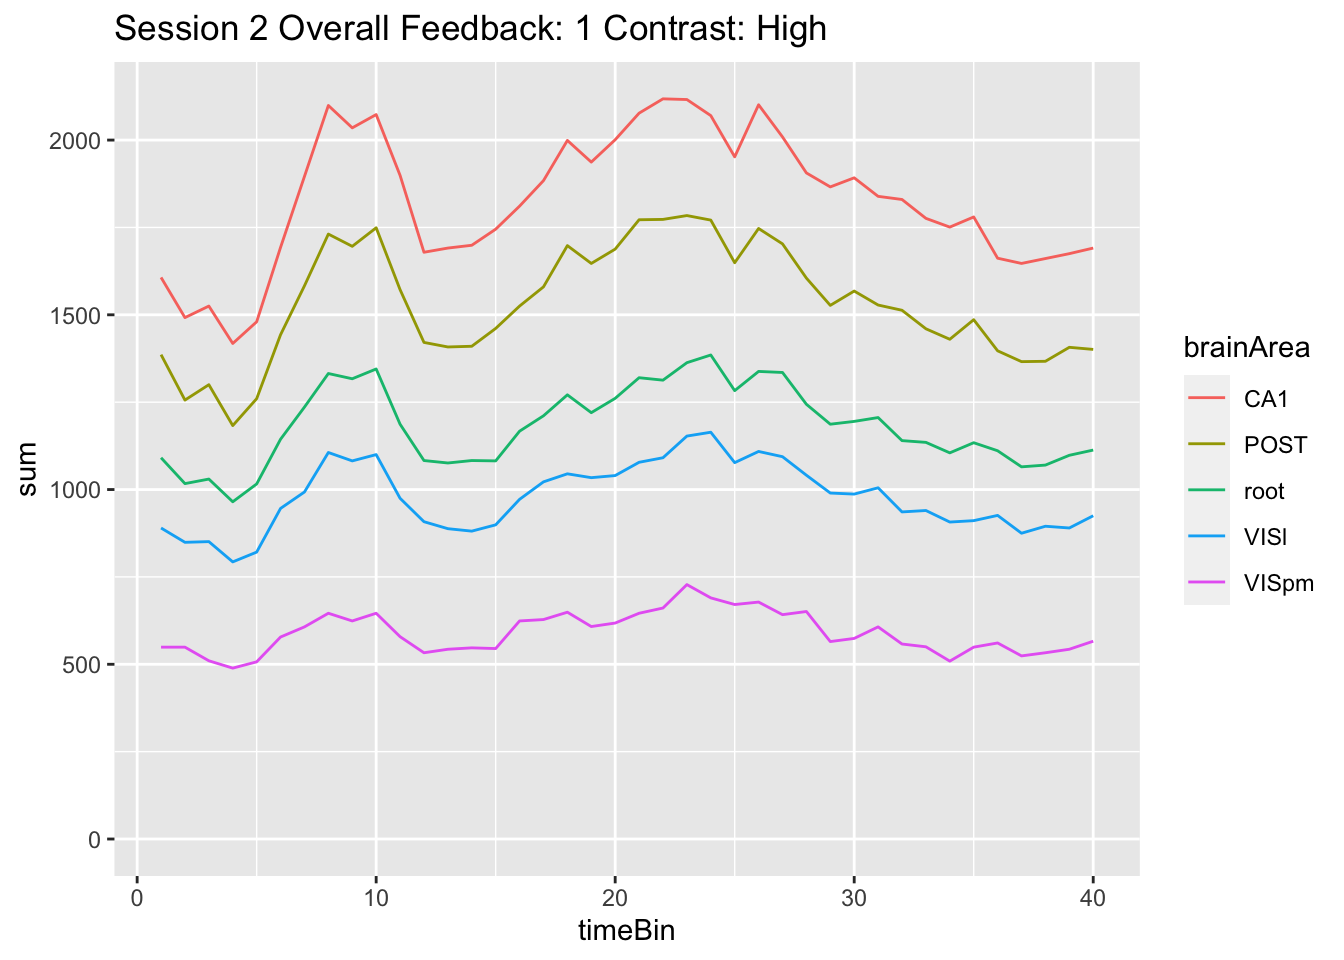 Session 2 Overall Feedback: 1 Contrast: High
sum
2000
1500
1000
500
0
0 10 20 30 40
timeBin
brainArea
CA1
POST
root
VISl
VISpm